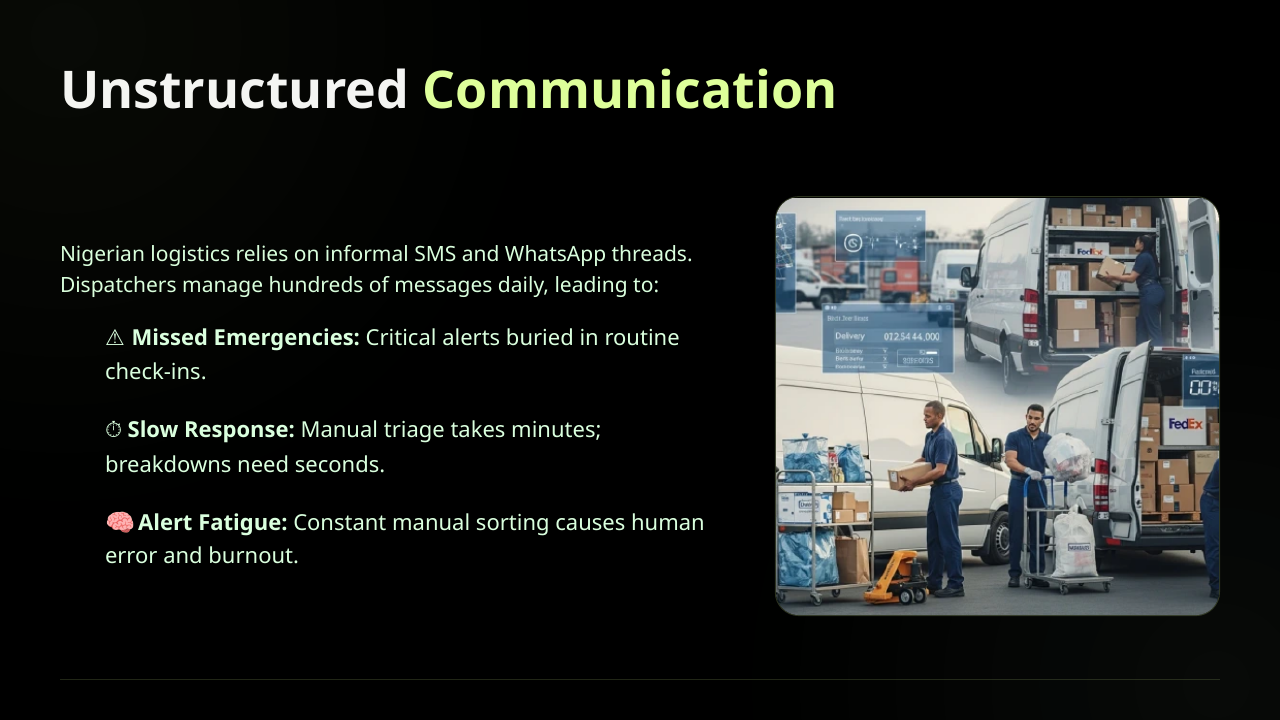 Unstructured Communication
Nigerian logistics relies on informal SMS and WhatsApp threads.
Dispatchers manage hundreds of messages daily, leading to:
⚠ Missed Emergencies: Critical alerts buried in routine
check-ins.
⏱ Slow Response: Manual triage takes minutes;
breakdowns need seconds.
🧠 Alert Fatigue: Constant manual sorting causes human
error and burnout.
FedEx
Delivery
FedEx